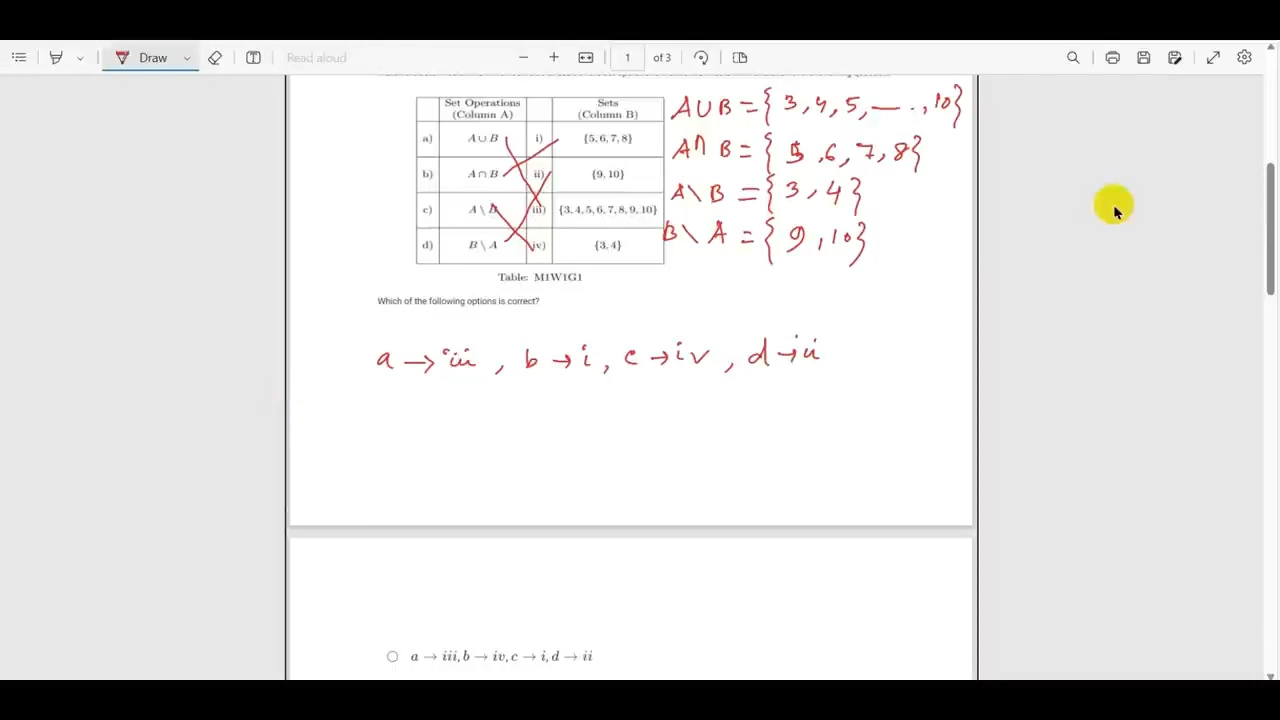 Draw
Read aloud
1 of 3
Set Operations (Column A) Sets (Column B)
a) A ∪ B i) {5, 6, 7, 8}
b) A ∩ B ii) {9, 10}
c) A \ B iii) {3, 4, 5, 6, 7, 8, 9, 10}
d) B \ A iv) {3, 4}
Table: M1W1G1
A∪B = {3, 4, 5, — . , 10}
A∩B = {5, 6, 7, 8}
A\B = {3, 4}
B\A = {9, 10}
Which of the following options is correct?
a → iii , b → i , c → iv , d → ii
a → iii, b → iv, c → i, d → ii